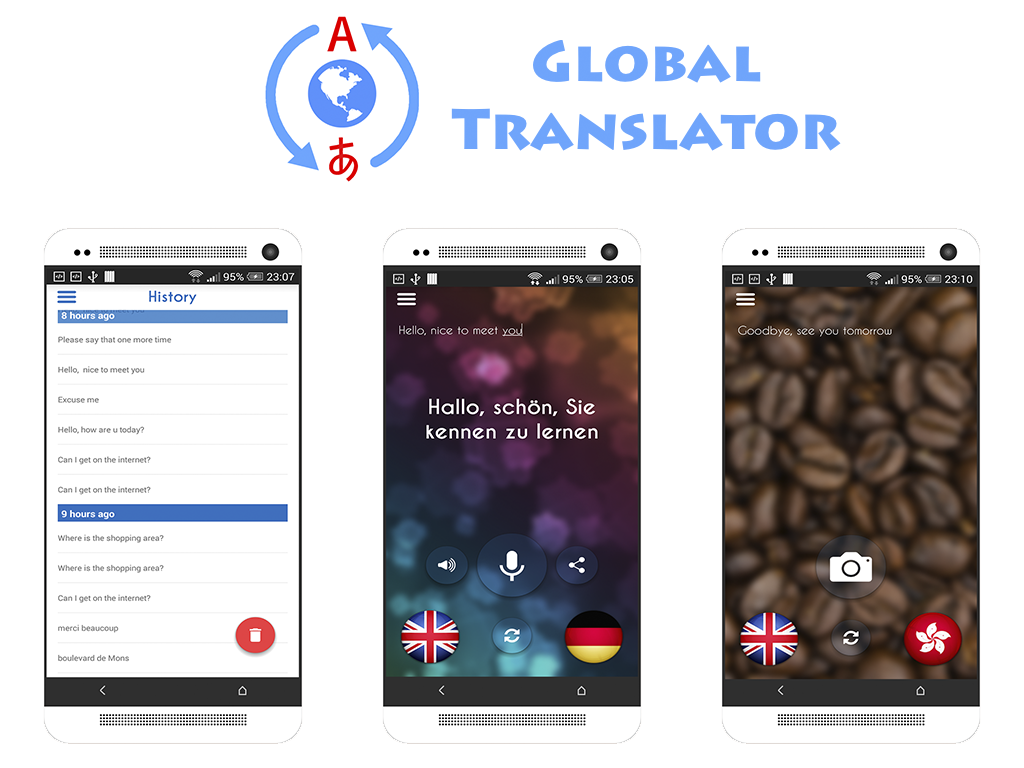 A
GLOBAL
TRANSLATOR
あ
95% 23:07
History
8 hours ago
Please say that one more time
Hello, nice to meet you
Excuse me
Hello, how are u today?
Can I get on the internet?
Can I get on the internet?
9 hours ago
Where is the shopping area?
Where is the shopping area?
Can I get on the internet?
merci beaucoup
boulevard de Mons
95% 23:05
Hello, nice to meet you
Hallo, schön, Sie
kennen zu lernen
95% 23:10
Goodbye, see you tomorrow